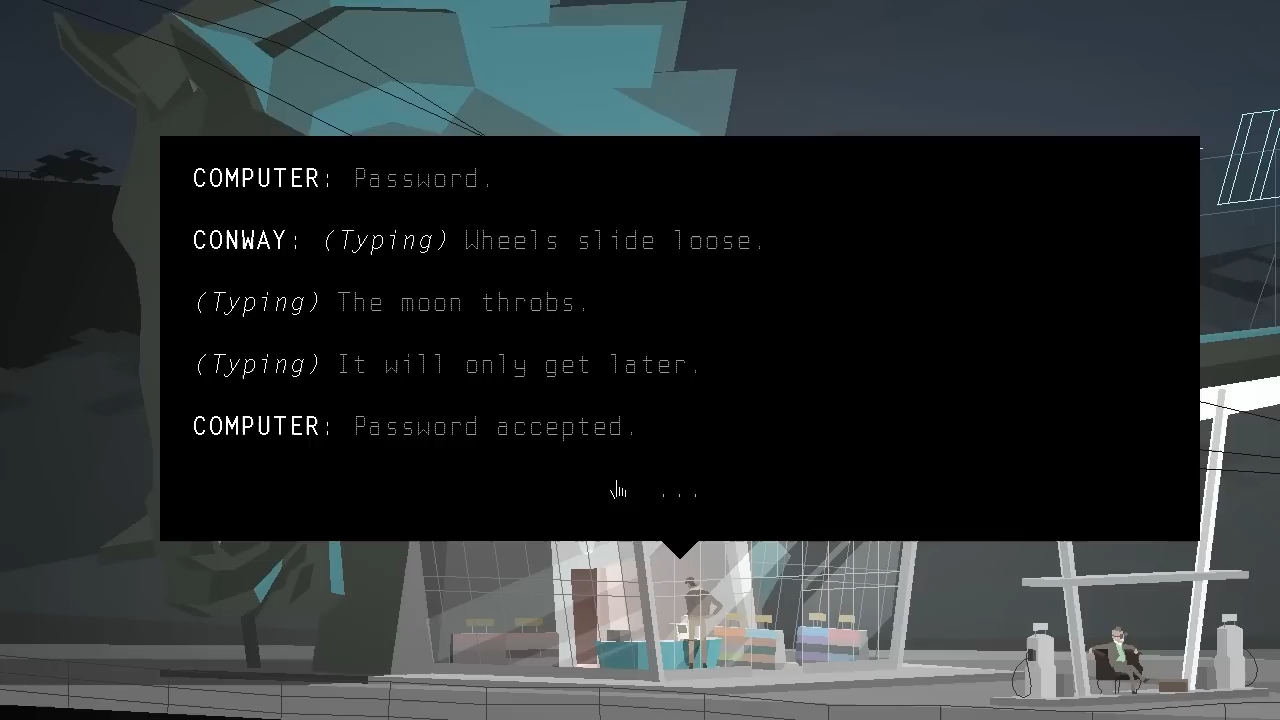 COMPUTER: Password.
CONWAY: (Typing) Wheels slide loose.
(Typing) The moon throbs.
(Typing) It will only get later.
COMPUTER: Password accepted.
...